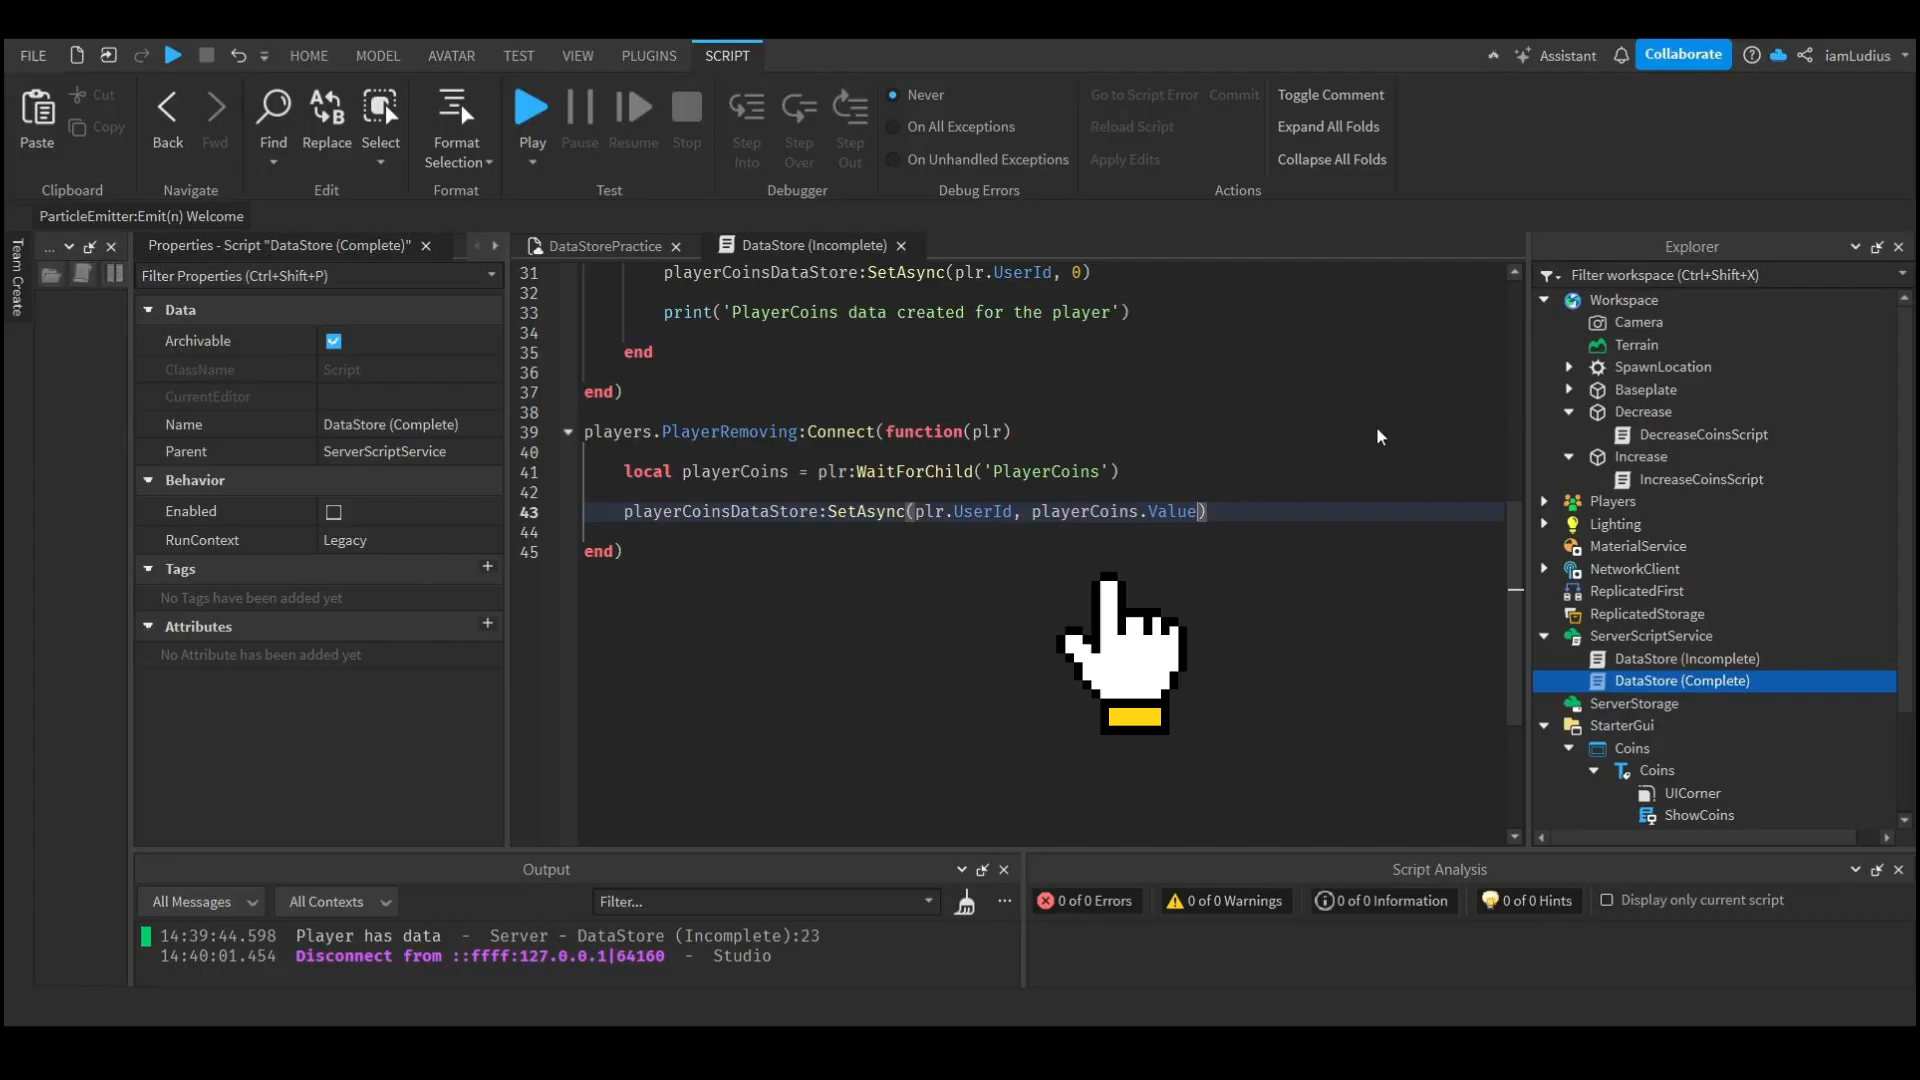 FILE HOME MODEL AVATAR TEST VIEW PLUGINS SCRIPT Assistant Collaborate iamLudius
Paste Cut Copy Back Fwd Find Replace Select Format Selection Play Pause Resume Stop Step Into Step Over Step Out
Never Go to Script Error Commit Toggle Comment
On All Exceptions Reload Script Expand All Folds
On Unhandled Exceptions Apply Edits Collapse All Folds
Clipboard Navigate Edit Format Test Debugger Debug Errors Actions
ParticleEmitter:Emit(n) Welcome
Team Create
...
Properties - Script "DataStore (Complete)"
Filter Properties (Ctrl+Shift+P)
Data
Archivable
ClassName Script
CurrentEditor
Name DataStore (Complete)
Parent ServerScriptService
Behavior
Enabled
RunContext Legacy
Tags +
No Tags have been added yet
Attributes +
No Attribute has been added yet
DataStorePractice DataStore (Incomplete)
31 playerCoinsDataStore:SetAsync(plr.UserId, 0)
32
33 print('PlayerCoins data created for the player')
34
35 end
36
37 end)
38
39 players.PlayerRemoving:Connect(function(plr)
40
41 local playerCoins = plr:WaitForChild('PlayerCoins')
42
43 playerCoinsDataStore:SetAsync(plr.UserId, playerCoins.Value)
44
45 end)
Explorer
Filter workspace (Ctrl+Shift+X)
Workspace
Camera
Terrain
SpawnLocation
Baseplate
Decrease
DecreaseCoinsScript
Increase
IncreaseCoinsScript
Players
Lighting
MaterialService
NetworkClient
ReplicatedFirst
ReplicatedStorage
ServerScriptService
DataStore (Incomplete)
DataStore (Complete)
ServerStorage
StarterGui
Coins
Coins
UICorner
ShowCoins
Output
All Messages All Contexts Filter... ...
14:39:44.598 Player has data - Server - DataStore (Incomplete):23
14:40:01.454 Disconnect from ::ffff:127.0.0.1|64160 - Studio
Script Analysis
0 of 0 Errors 0 of 0 Warnings 0 of 0 Information 0 of 0 Hints Display only current script